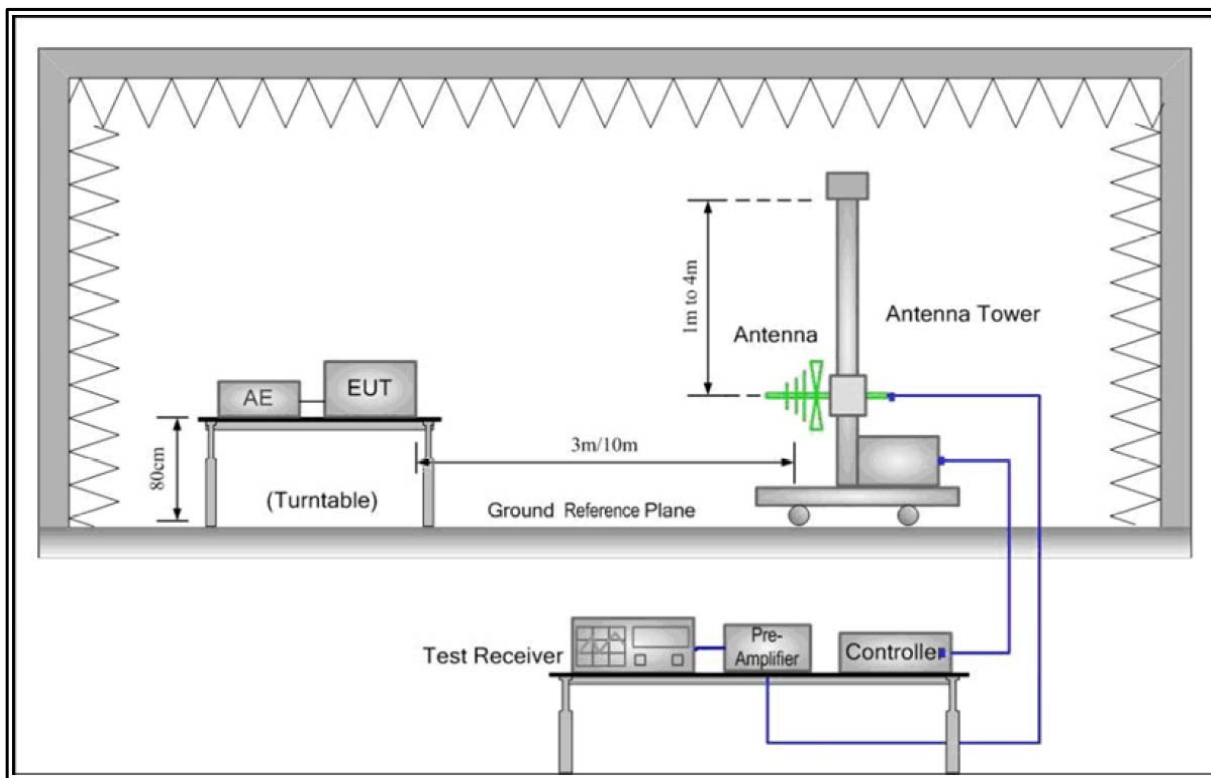 1m to 4m
Antenna Tower
Antenna
AE
EUT
3m/10m
80cm
(Turntable)
Ground Reference Plane
Test Receiver
Pre-
Amplifier
Controlle